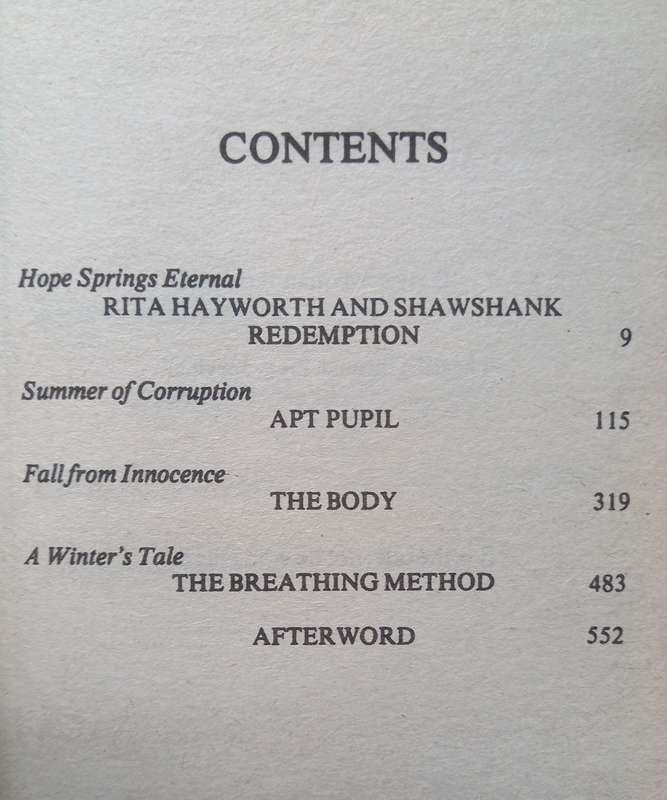 CONTENTS
Hope Springs Eternal
RITA HAYWORTH AND SHAWSHANK
REDEMPTION 9
Summer of Corruption
APT PUPIL 115
Fall from Innocence
THE BODY 319
A Winter's Tale
THE BREATHING METHOD 483
AFTERWORD 552